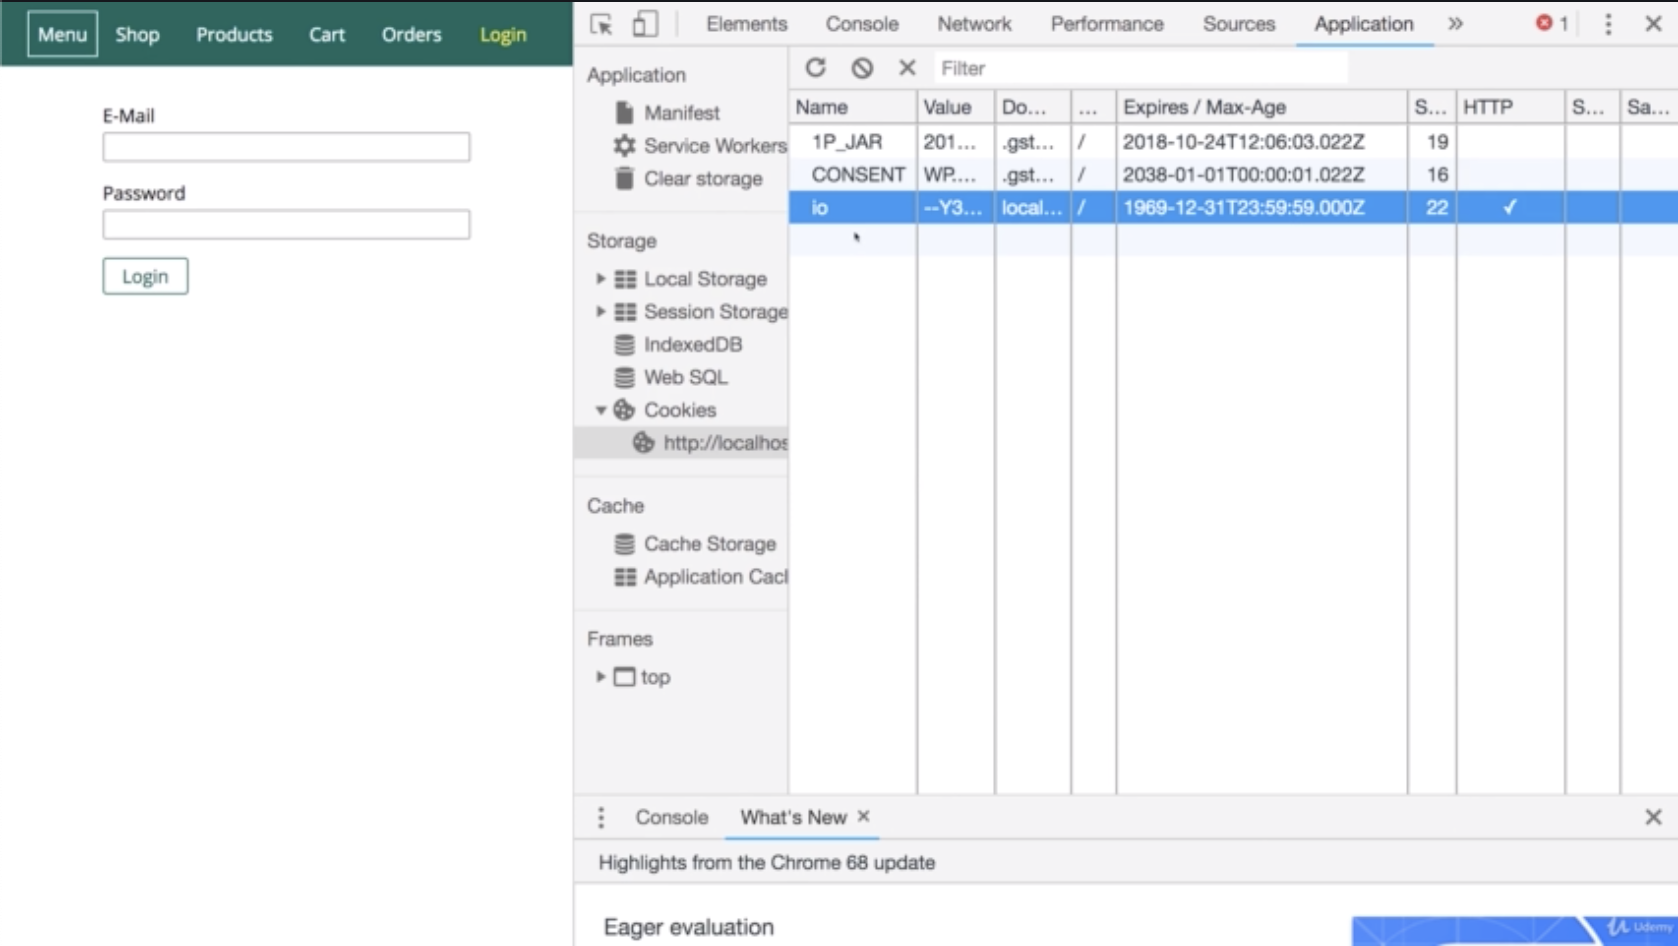 Menu Shop Products Cart Orders Login
E-Mail
Password
Login
Elements Console Network Performance Sources Application » 1
Application
Manifest
Service Workers
Clear storage
Storage
Local Storage
Session Storage
IndexedDB
Web SQL
Cookies
http://localhos
Cache
Cache Storage
Application Cacl
Frames
top
Filter
Name Value Do... ... Expires / Max-Age S... HTTP S... Sa...
1P_JAR 201... .gst... / 2018-10-24T12:06:03.022Z 19
CONSENT WP.... .gst... / 2038-01-01T00:00:01.022Z 16
io --Y3... local... / 1969-12-31T23:59:59.000Z 22 ✓
Console What's New ×
Highlights from the Chrome 68 update
Eager evaluation
Udemy